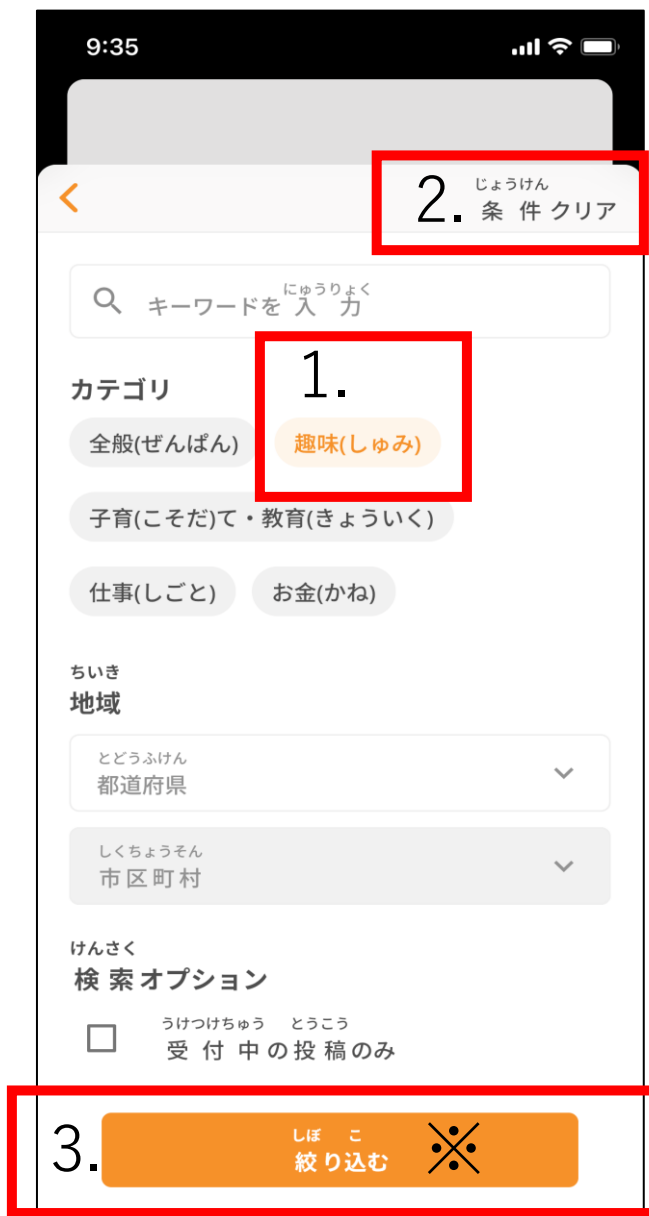 9:35
2.
じょうけん
条件クリア
にゅうりょく
キーワードを入力
1.
カテゴリ
全般(ぜんぱん)
趣味(しゅみ)
子育(こそだ)て・教育(きょういく)
仕事(しごと)
お金(かね)
ちいき
地域
とどうふけん
都道府県
しくちょうそん
市区町村
けんさく
検索オプション
うけつけちゅう とうこう
受付中の投稿のみ
3.
しぼ こ
絞り込む ※